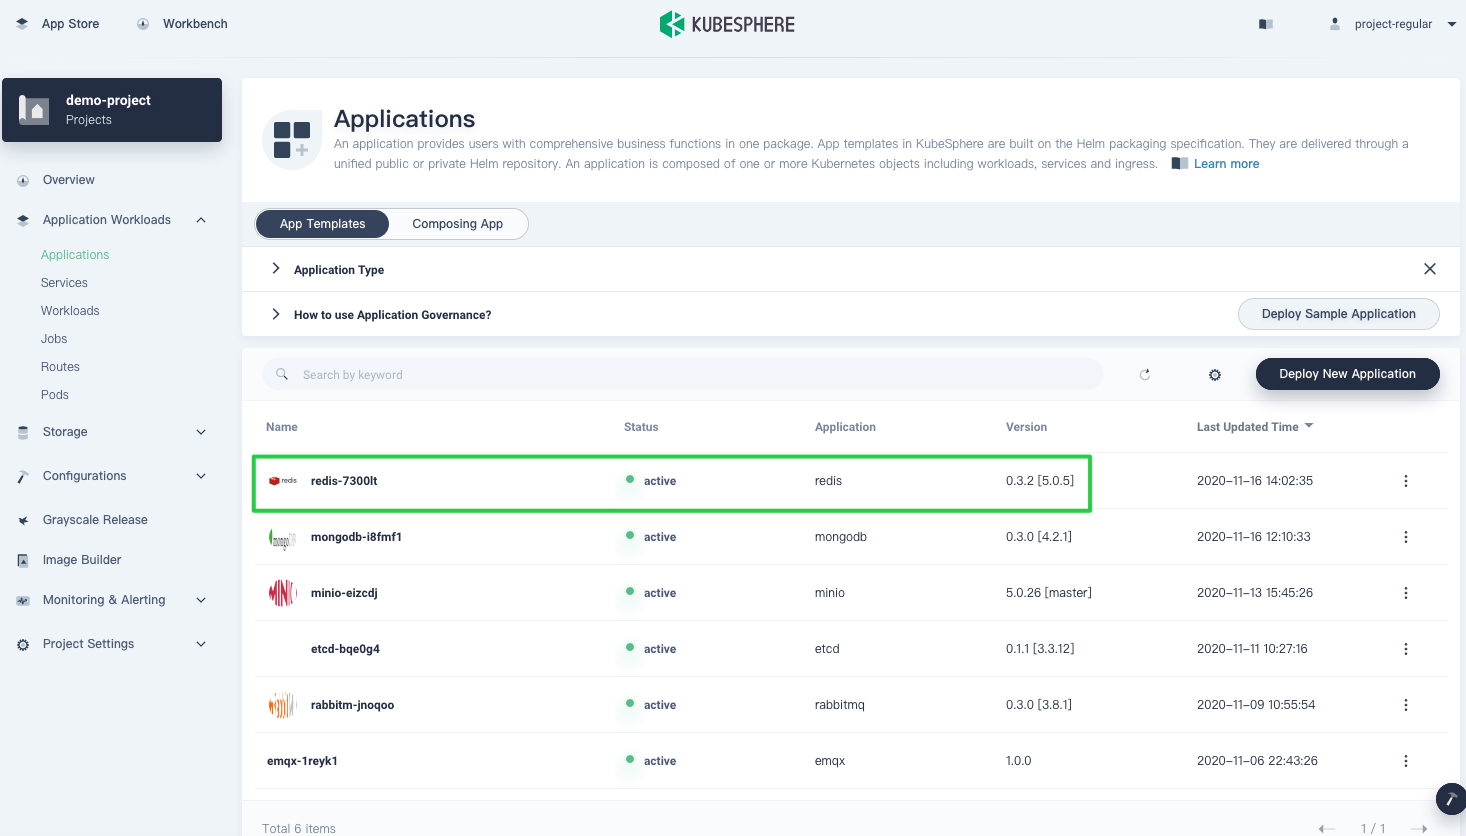 App Store
Workbench
KUBESPHERE
project-regular
demo-project
Projects
Overview
Application Workloads
Applications
Services
Workloads
Jobs
Routes
Pods
Storage
Configurations
Grayscale Release
Image Builder
Monitoring & Alerting
Project Settings
Applications
An application provides users with comprehensive business functions in one package. App templates in KubeSphere are built on the Helm packaging specification. They are delivered through a
unified public or private Helm repository. An application is composed of one or more Kubernetes objects including workloads, services and ingress. Learn more
App Templates
Composing App
Application Type
How to use Application Governance?
Deploy Sample Application
Search by keyword
Deploy New Application
Name Status Application Version Last Updated Time
redis redis-7300lt active redis 0.3.2 [5.0.5] 2020-11-16 14:02:35
mongoDB mongodb-i8fmf1 active mongodb 0.3.0 [4.2.1] 2020-11-16 12:10:33
minio-eizcdj active minio 5.0.26 [master] 2020-11-13 15:45:26
etcd-bqe0g4 active etcd 0.1.1 [3.3.12] 2020-11-11 10:27:16
rabbitm-jnoqoo active rabbitmq 0.3.0 [3.8.1] 2020-11-09 10:55:54
emqx-1reyk1 active emqx 1.0.0 2020-11-06 22:43:26
Total 6 items
1 / 1